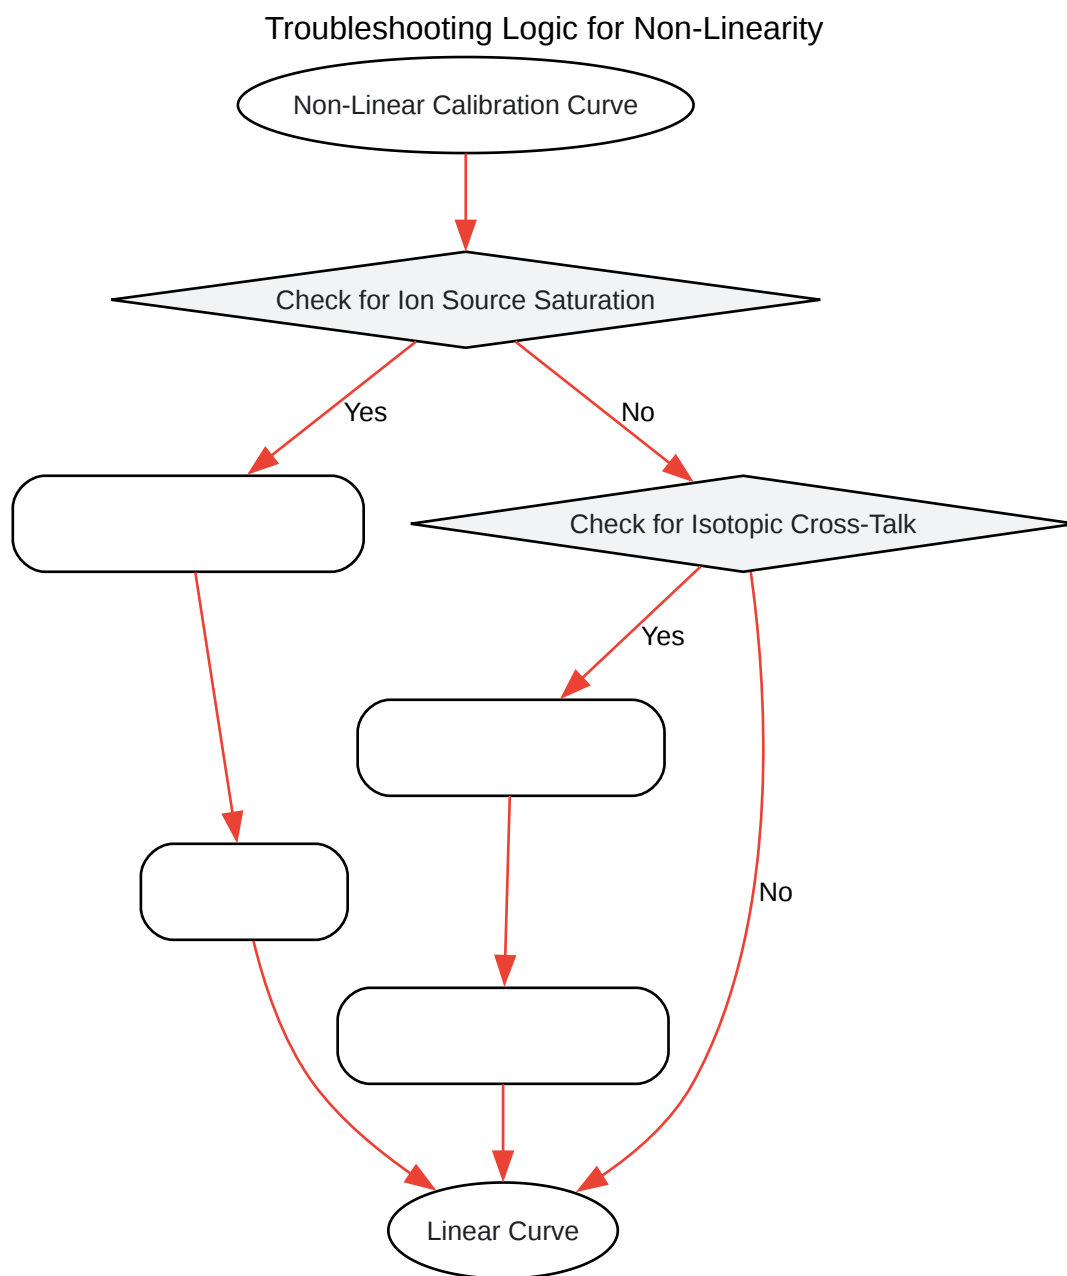 Troubleshooting Logic for Non-Linearity
Non-Linear Calibration Curve
Check for Ion Source Saturation
Yes
No
Check for Isotopic Cross-Talk
Yes
No
Linear Curve